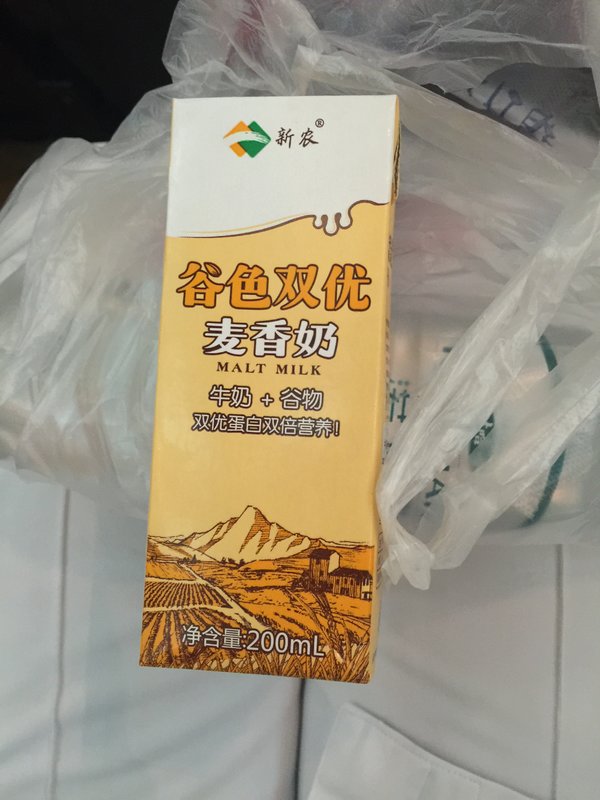 新农®
谷色双优
麦香奶
MALT MILK
牛奶 + 谷物
双优蛋白双倍营养!
净含量:200mL